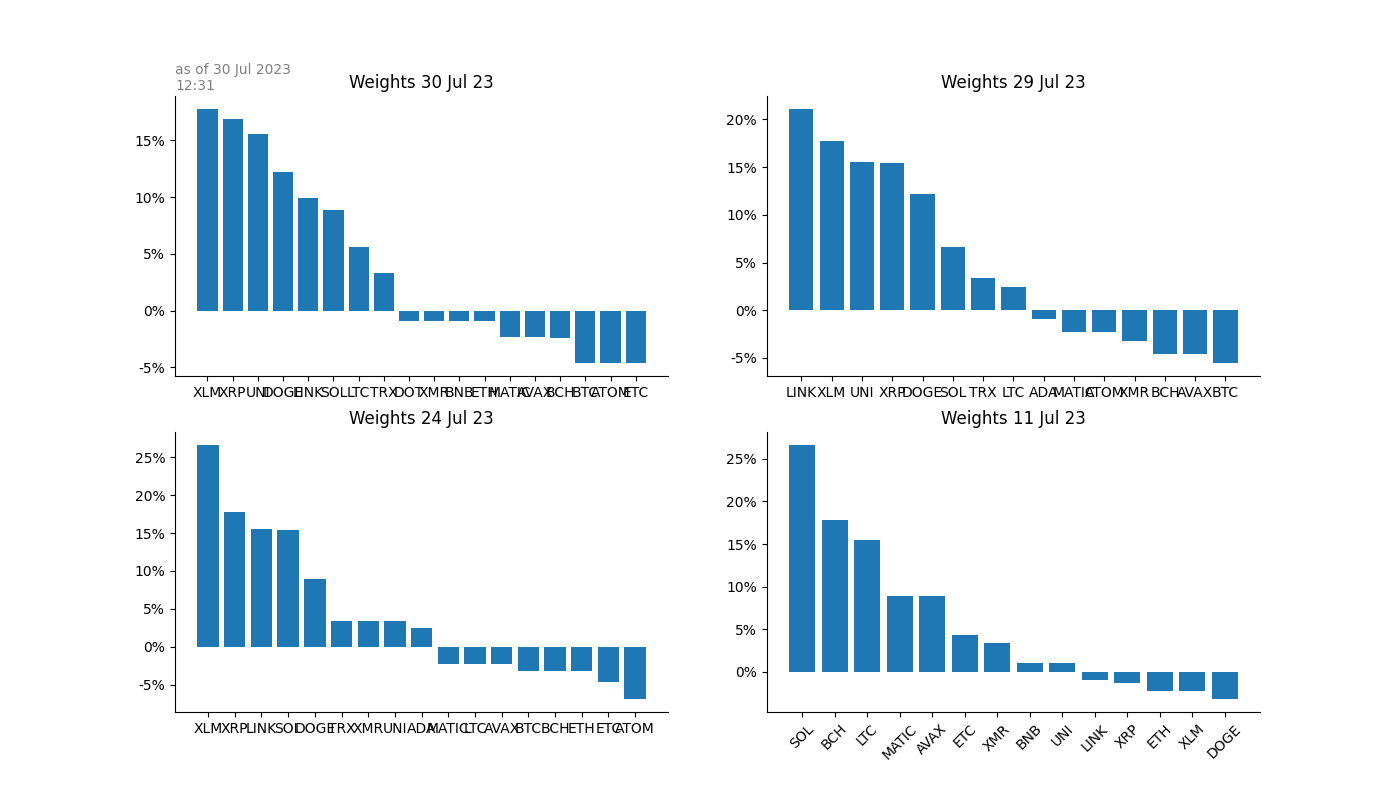 as of 30 Jul 2023
12:31
Weights 30 Jul 23
15%
10%
5%
0%
-5%
XLM XRP UNI DOGE LINK SOL LTC TRX DOT XMR BNB ETH MATIC AVAX BCH BTC ATOM ETC
Weights 29 Jul 23
20%
15%
10%
5%
0%
-5%
LINK XLM UNI XRP DOGE SOL TRX LTC ADA MATIC ATOM XMR BCH AVAX BTC
Weights 24 Jul 23
25%
20%
15%
10%
5%
0%
-5%
XLM XRP LINK SOL DOGE TRX XMR UNI ADA MATIC LTC AVAX BTC BCH ETH ETC ATOM
Weights 11 Jul 23
25%
20%
15%
10%
5%
0%
SOL BCH LTC MATIC AVAX ETC XMR BNB UNI LINK XRP ETH XLM DOGE